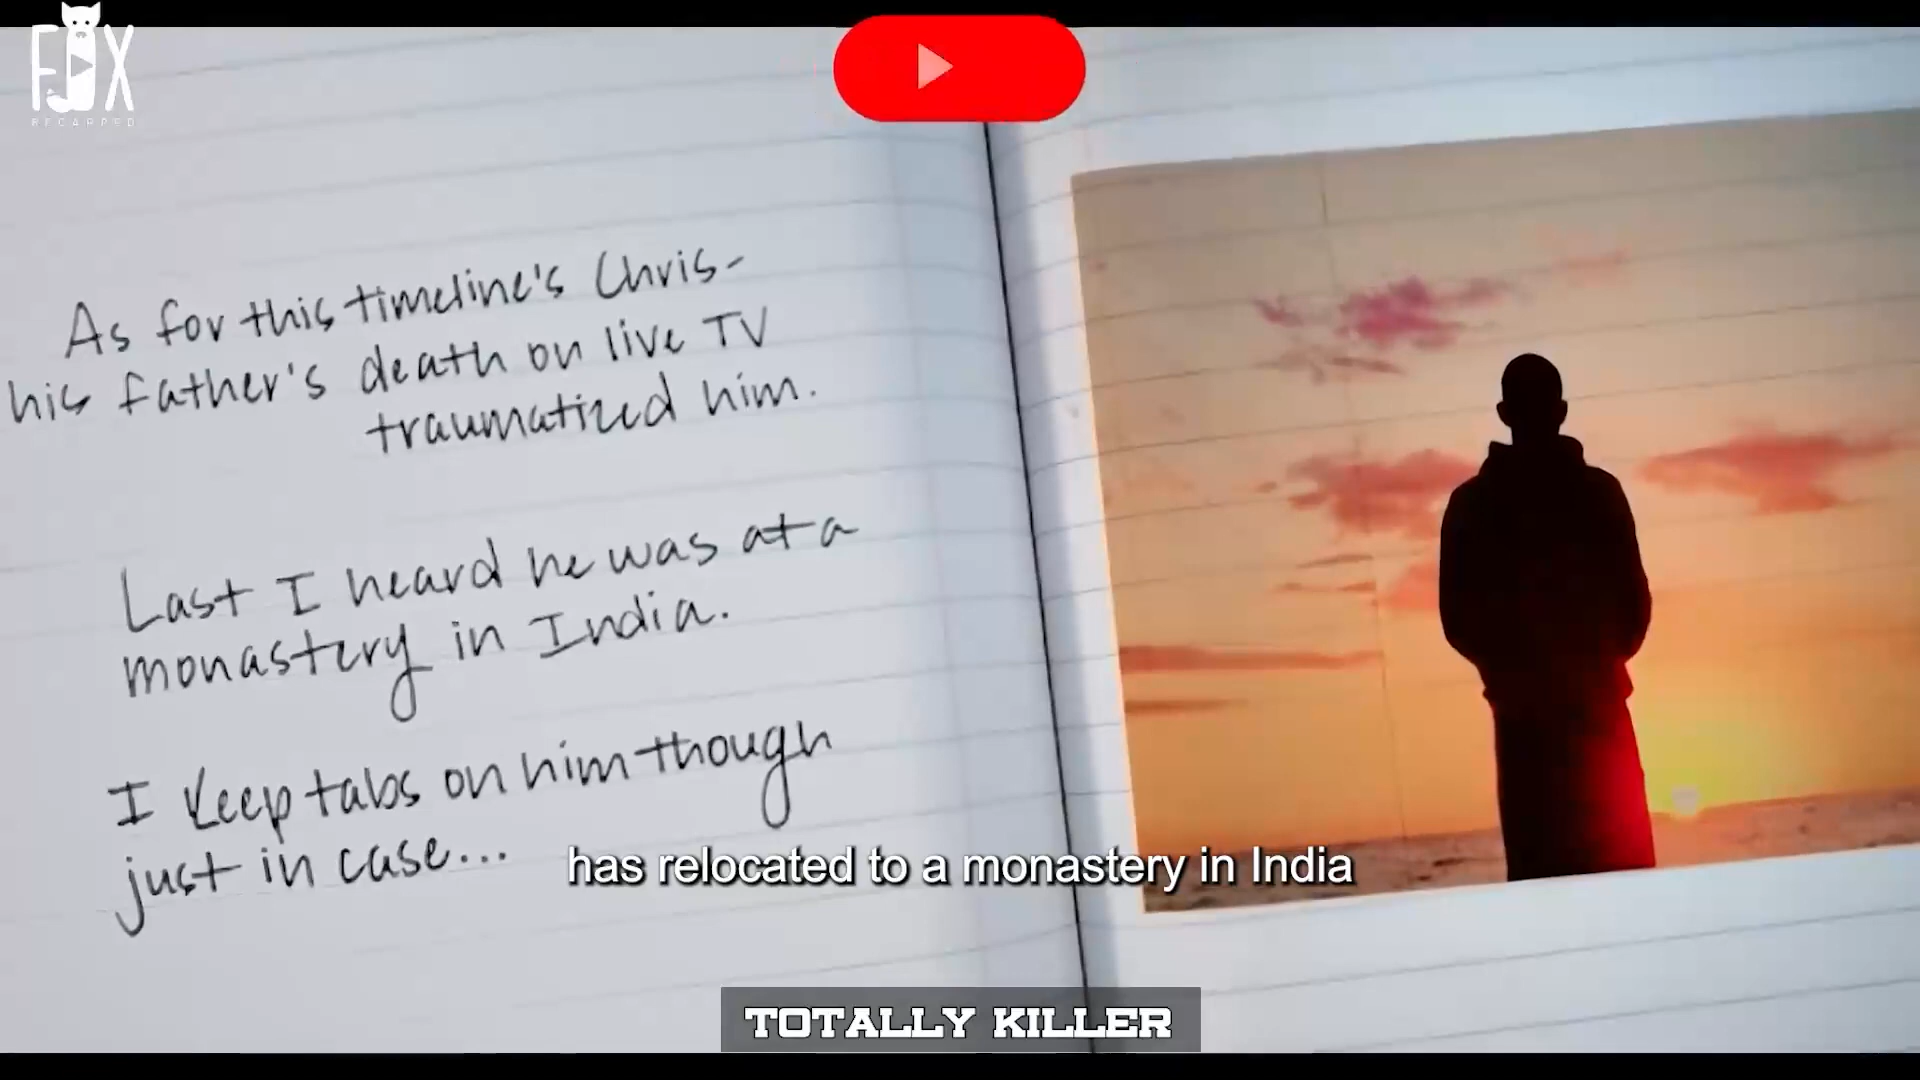 FOX
RECAPPED
As for this timeline's Chris-
his father's death on live TV
traumatized him.
Last I heard he was at a
monastery in India.
I keep tabs on him though
just in case...
has relocated to a monastery in India
TOTALLY KILLER